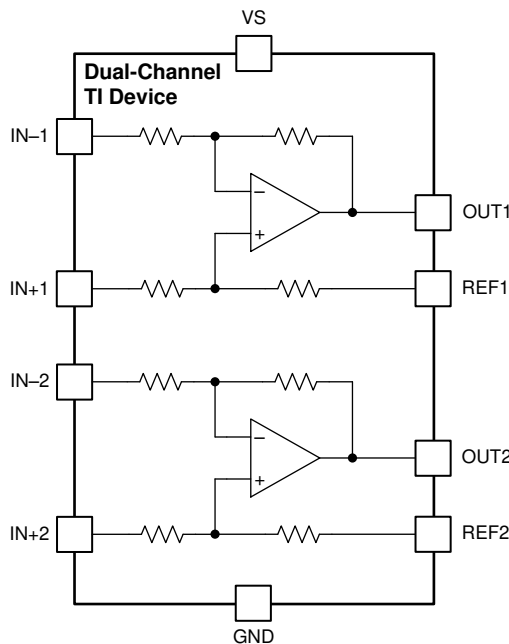 VS
Dual-Channel
TI Device
IN–1
OUT1
IN+1
REF1
IN–2
OUT2
IN+2
REF2
GND